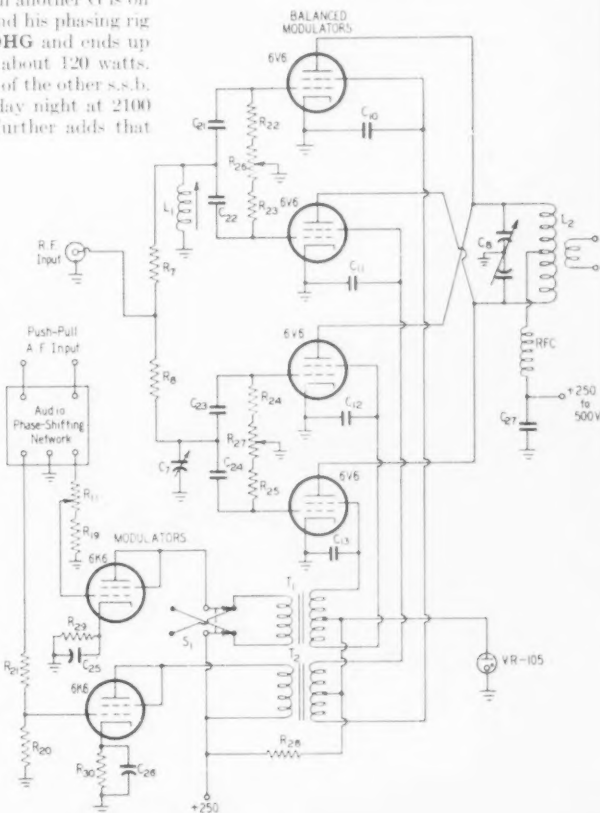 n another G is on
nd his phasing rig
DHG and ends up
about 120 watts.
of the other s.s.b.
day night at 2100
further adds that
BALANCED
MODULATORS
6V6
C21
R22
C10
R26
L1
C22
R23
6V6
L2
C8
R.F.
Input
R7
C11
6V6
RFC
Push-Pull
A.F. Input
R8
C23
R24
+250
to
500V.
C12
R27
C27
Audio
Phase-Shifting
Network
C7
C24
R25
6V6
R11
R19
MODULATORS
C13
6K6
T1
R29
S1
C25
T2
VR-105
R21
6K6
R28
R20
R30
C26
+250